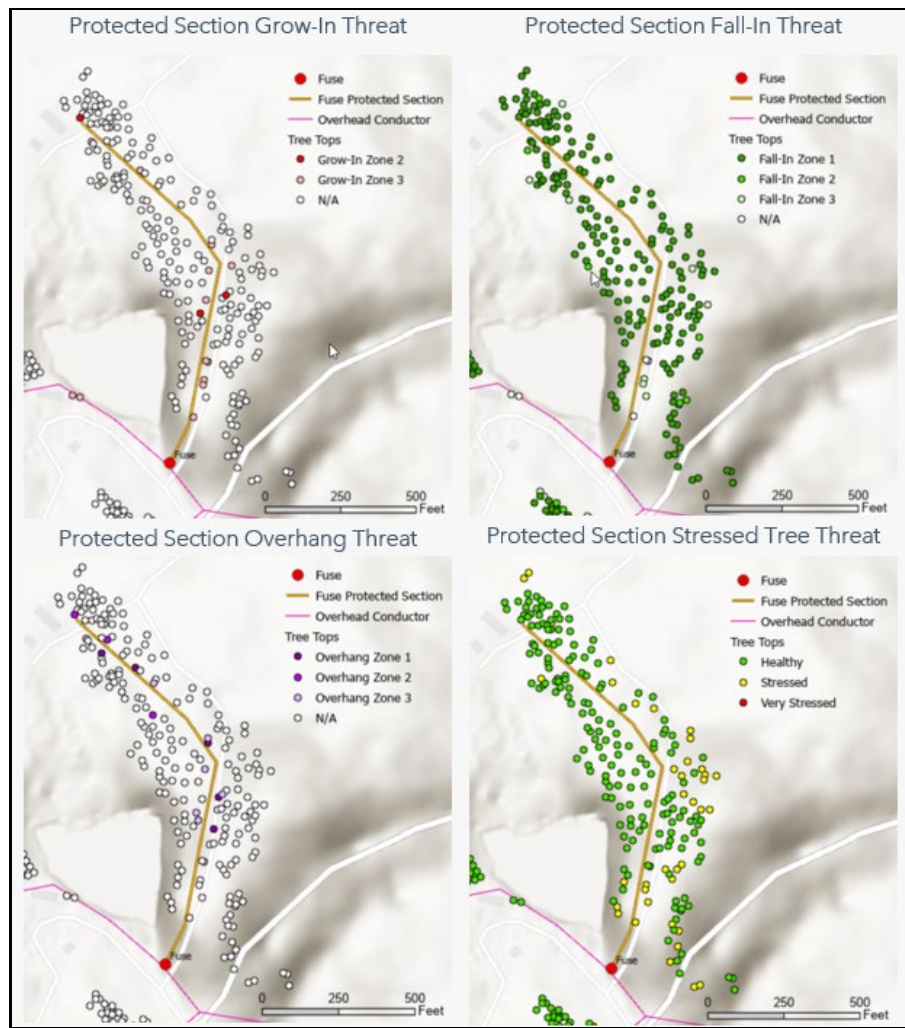 Protected Section Grow-In Threat
Fuse
Fuse Protected Section
Overhead Conductor
Tree Tops
Grow-In Zone 2
Grow-In Zone 3
N/A
Fuse
0 250 500
Feet
Protected Section Fall-In Threat
Fuse
Fuse Protected Section
Overhead Conductor
Tree Tops
Fall-In Zone 1
Fall-In Zone 2
Fall-In Zone 3
N/A
Fuse
0 250 500
Feet
Protected Section Overhang Threat
Fuse
Fuse Protected Section
Overhead Conductor
Tree Tops
Overhang Zone 1
Overhang Zone 2
Overhang Zone 3
N/A
Fuse
0 250 500
Feet
Protected Section Stressed Tree Threat
Fuse
Fuse Protected Section
Overhead Conductor
Tree Tops
Healthy
Stressed
Very Stressed
Fuse
0 250 500
Feet